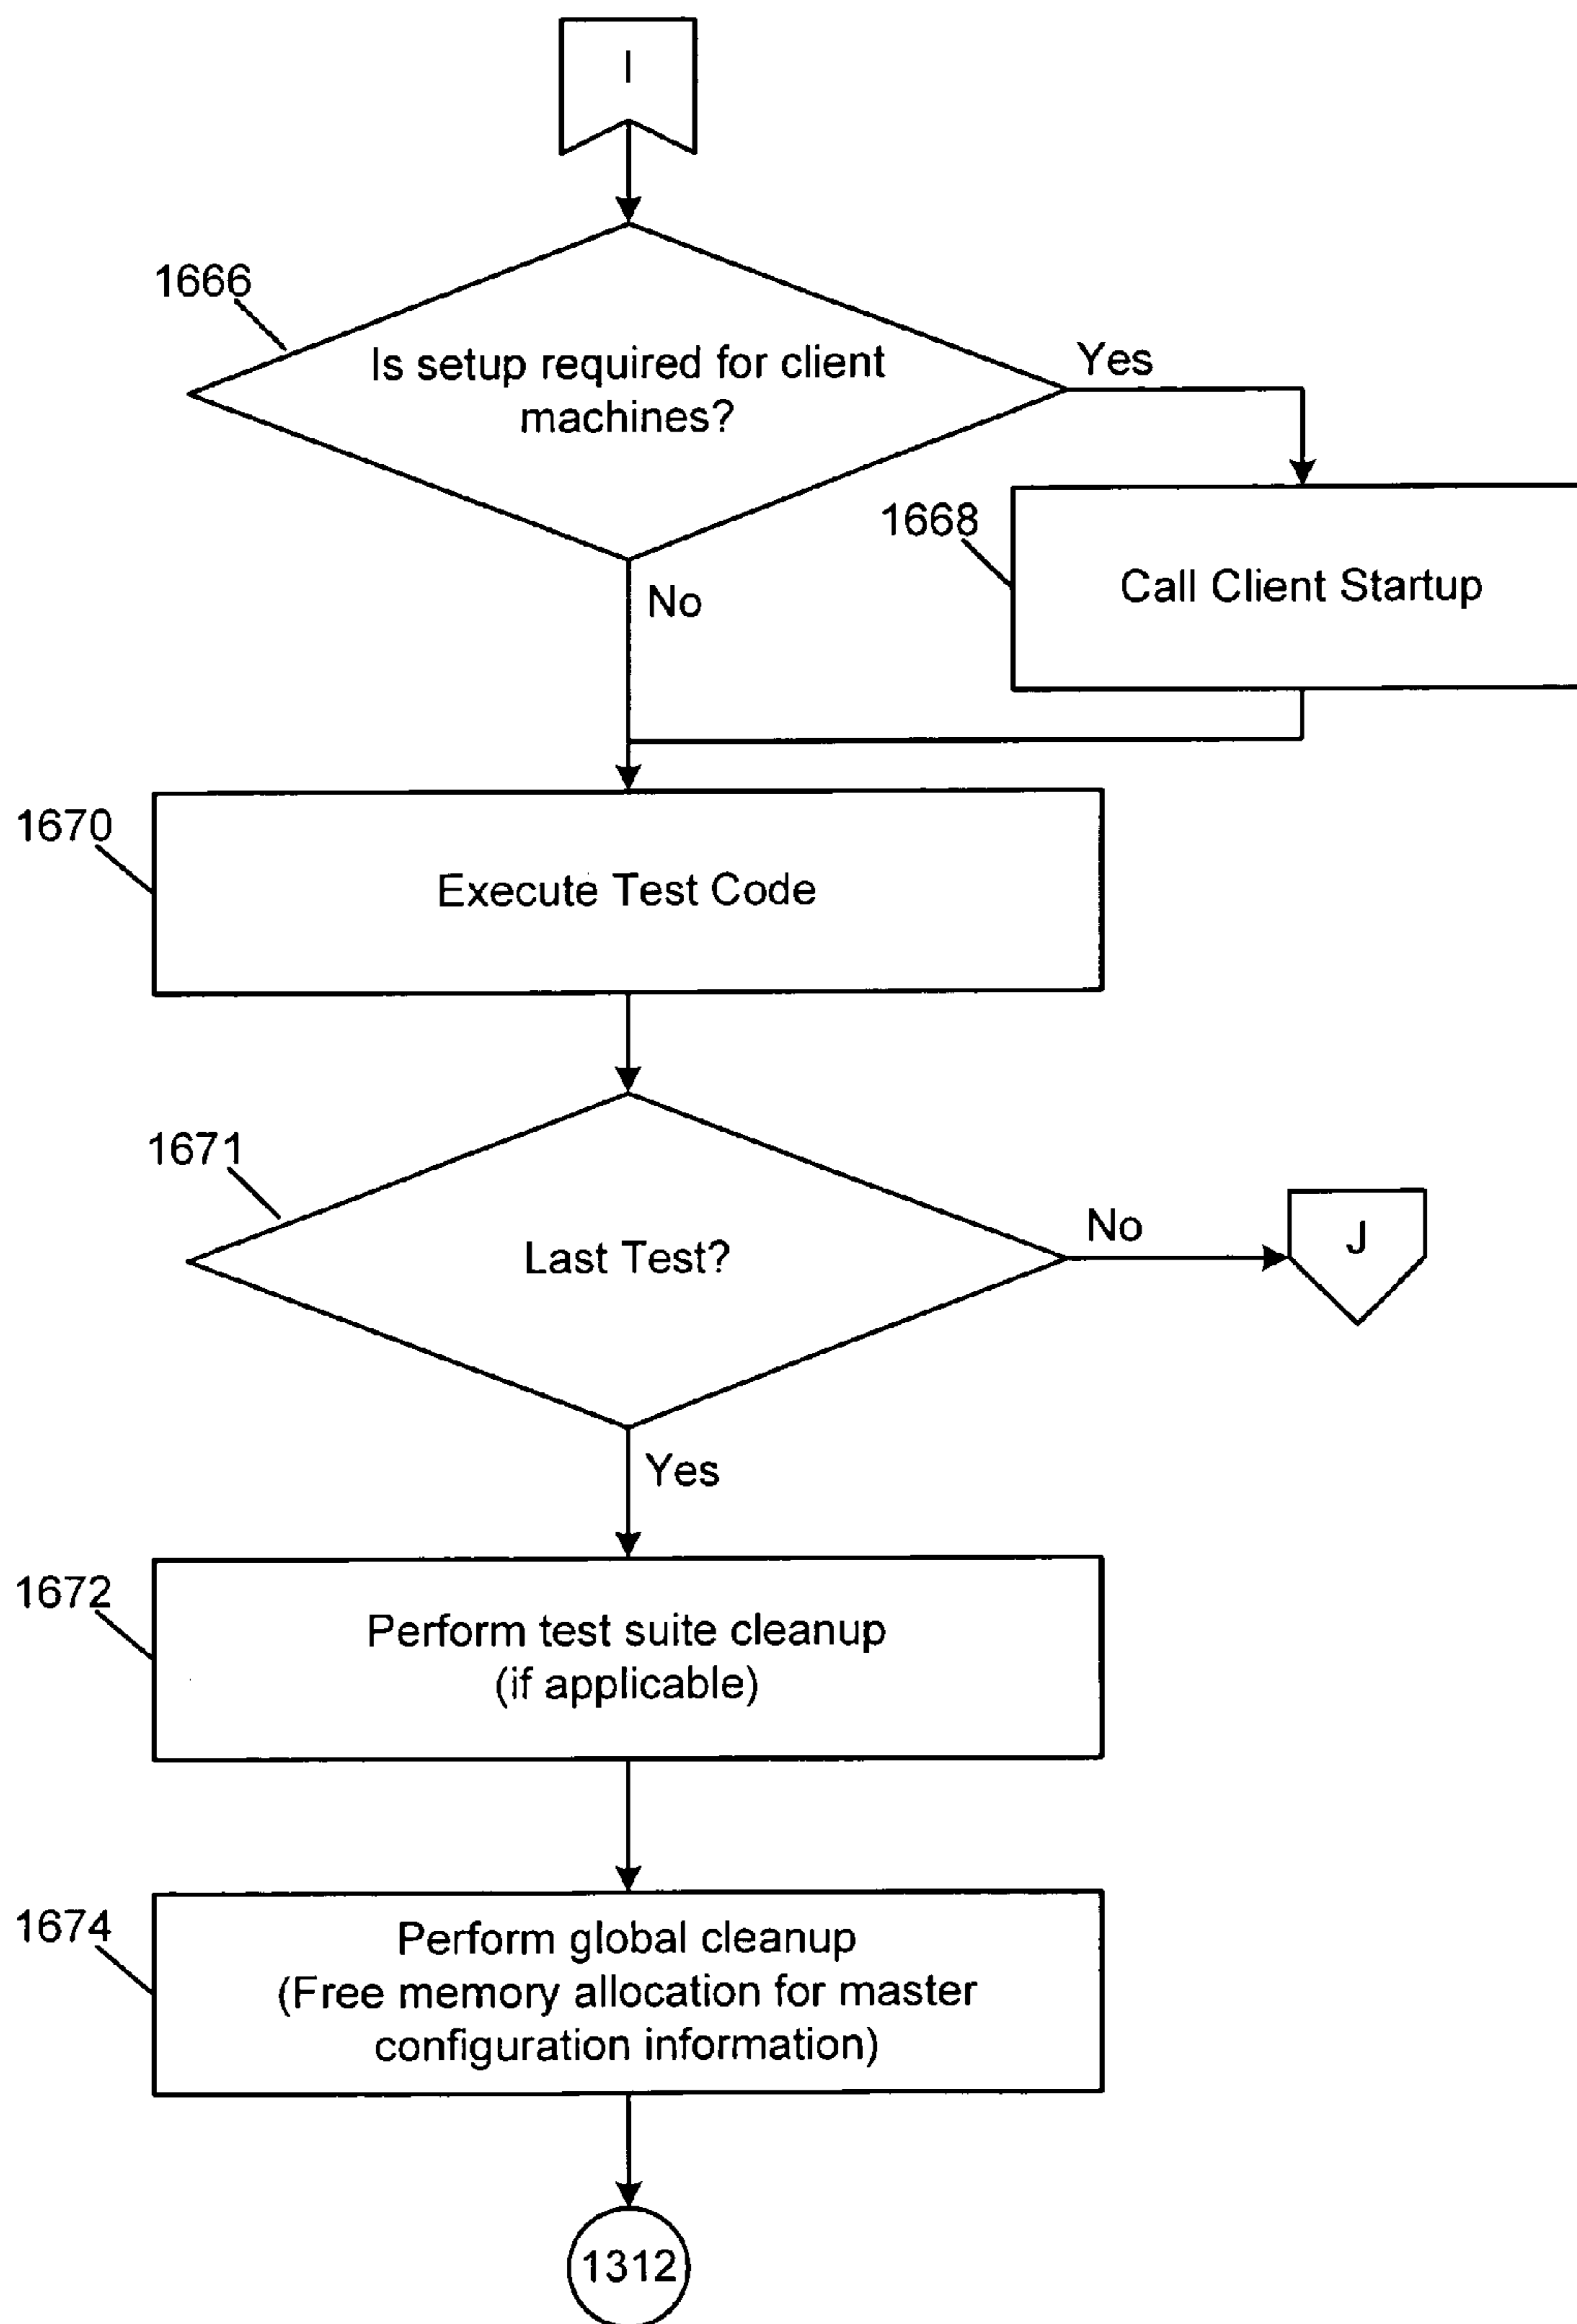 I
1666
Is setup required for client
machines?
Yes
1668
Call Client Startup
No
1670
Execute Test Code
1671
Last Test?
No
J
Yes
1672
Perform test suite cleanup
(if applicable)
1674
Perform global cleanup
(Free memory allocation for master
configuration information)
1312